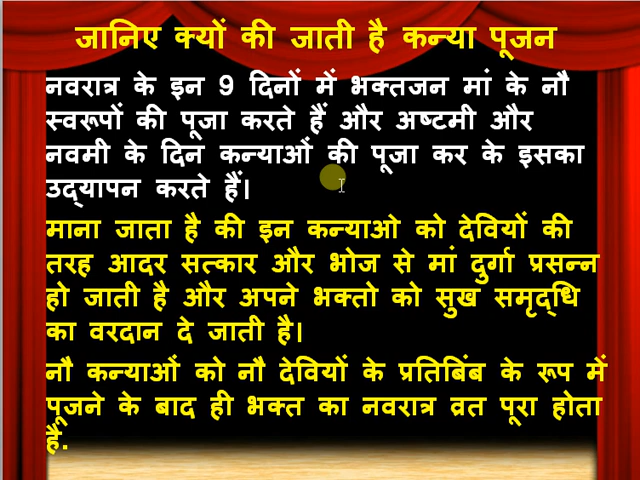 जानिए क्यों की जाती है कन्या पूजन
नवरात्र के इन 9 दिनों में भक्तजन मां के नौ
स्वरूपों की पूजा करते हैं और अष्टमी और
नवमी के दिन कन्याओं की पूजा कर के इसका
उद्यापन करते हैं।
माना जाता है की इन कन्याओ को देवियों की
तरह आदर सत्कार और भोज से मां दुर्गा प्रसन्न
हो जाती है और अपने भक्तो को सुख समृद्धि
का वरदान दे जाती है।
नौ कन्याओं को नौ देवियों के प्रतिबिंब के रूप में
पूजने के बाद ही भक्त का नवरात्र व्रत पूरा होता
है.